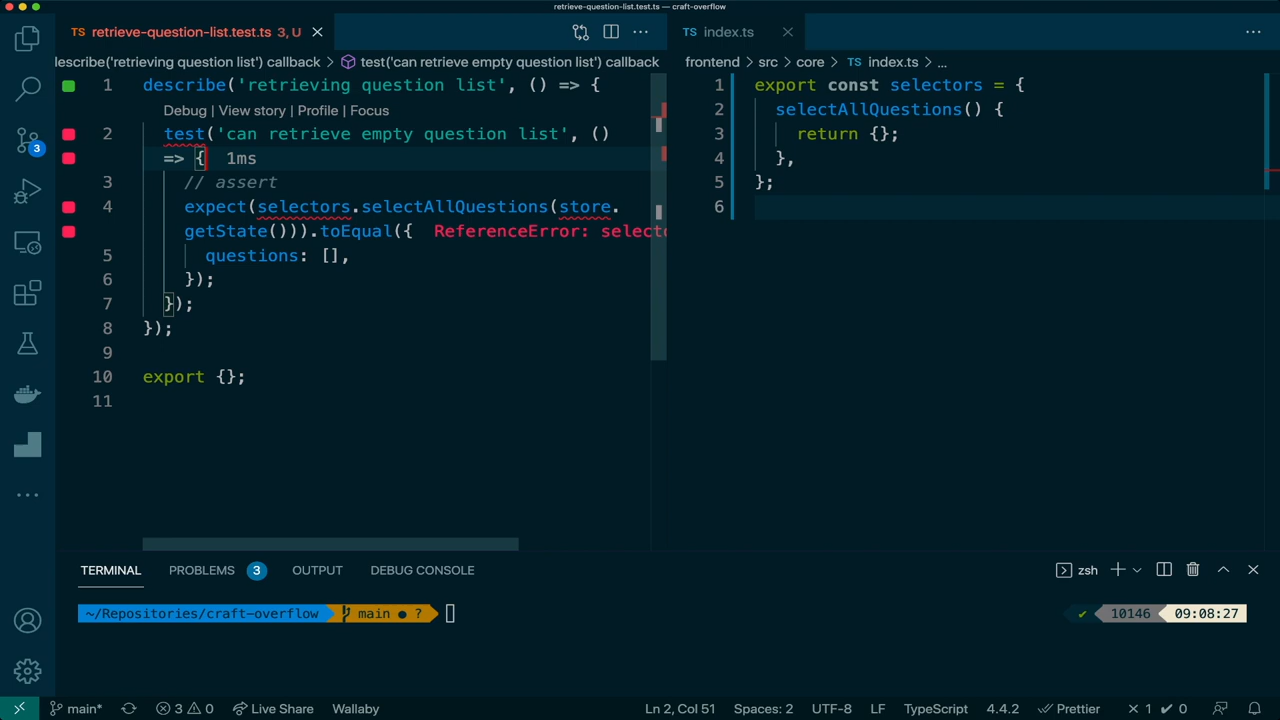 retrieve-question-list.test.ts — craft-overflow
TS retrieve-question-list.test.ts 3, U
TS index.ts
describe('retrieving question list') callback > test('can retrieve empty question list') callback
frontend > src > core > TS index.ts > ...
1 describe('retrieving question list', () => {
Debug | View story | Profile | Focus
2 test('can retrieve empty question list', ()
=> { 1ms
3 // assert
4 expect(selectors.selectAllQuestions(store.
getState())).toEqual({ ReferenceError: selecto
5 questions: [],
6 });
7 });
8 });
9
10 export {};
11
1 export const selectors = {
2 selectAllQuestions() {
3 return {};
4 },
5 };
6
3
TERMINAL PROBLEMS 3 OUTPUT DEBUG CONSOLE
zsh
~/Repositories/craft-overflow main ● ?
✔ 10146 09:08:27
main* 3 0 Live Share Wallaby
Ln 2, Col 51 Spaces: 2 UTF-8 LF TypeScript 4.4.2 Prettier × 1 ✔ 0